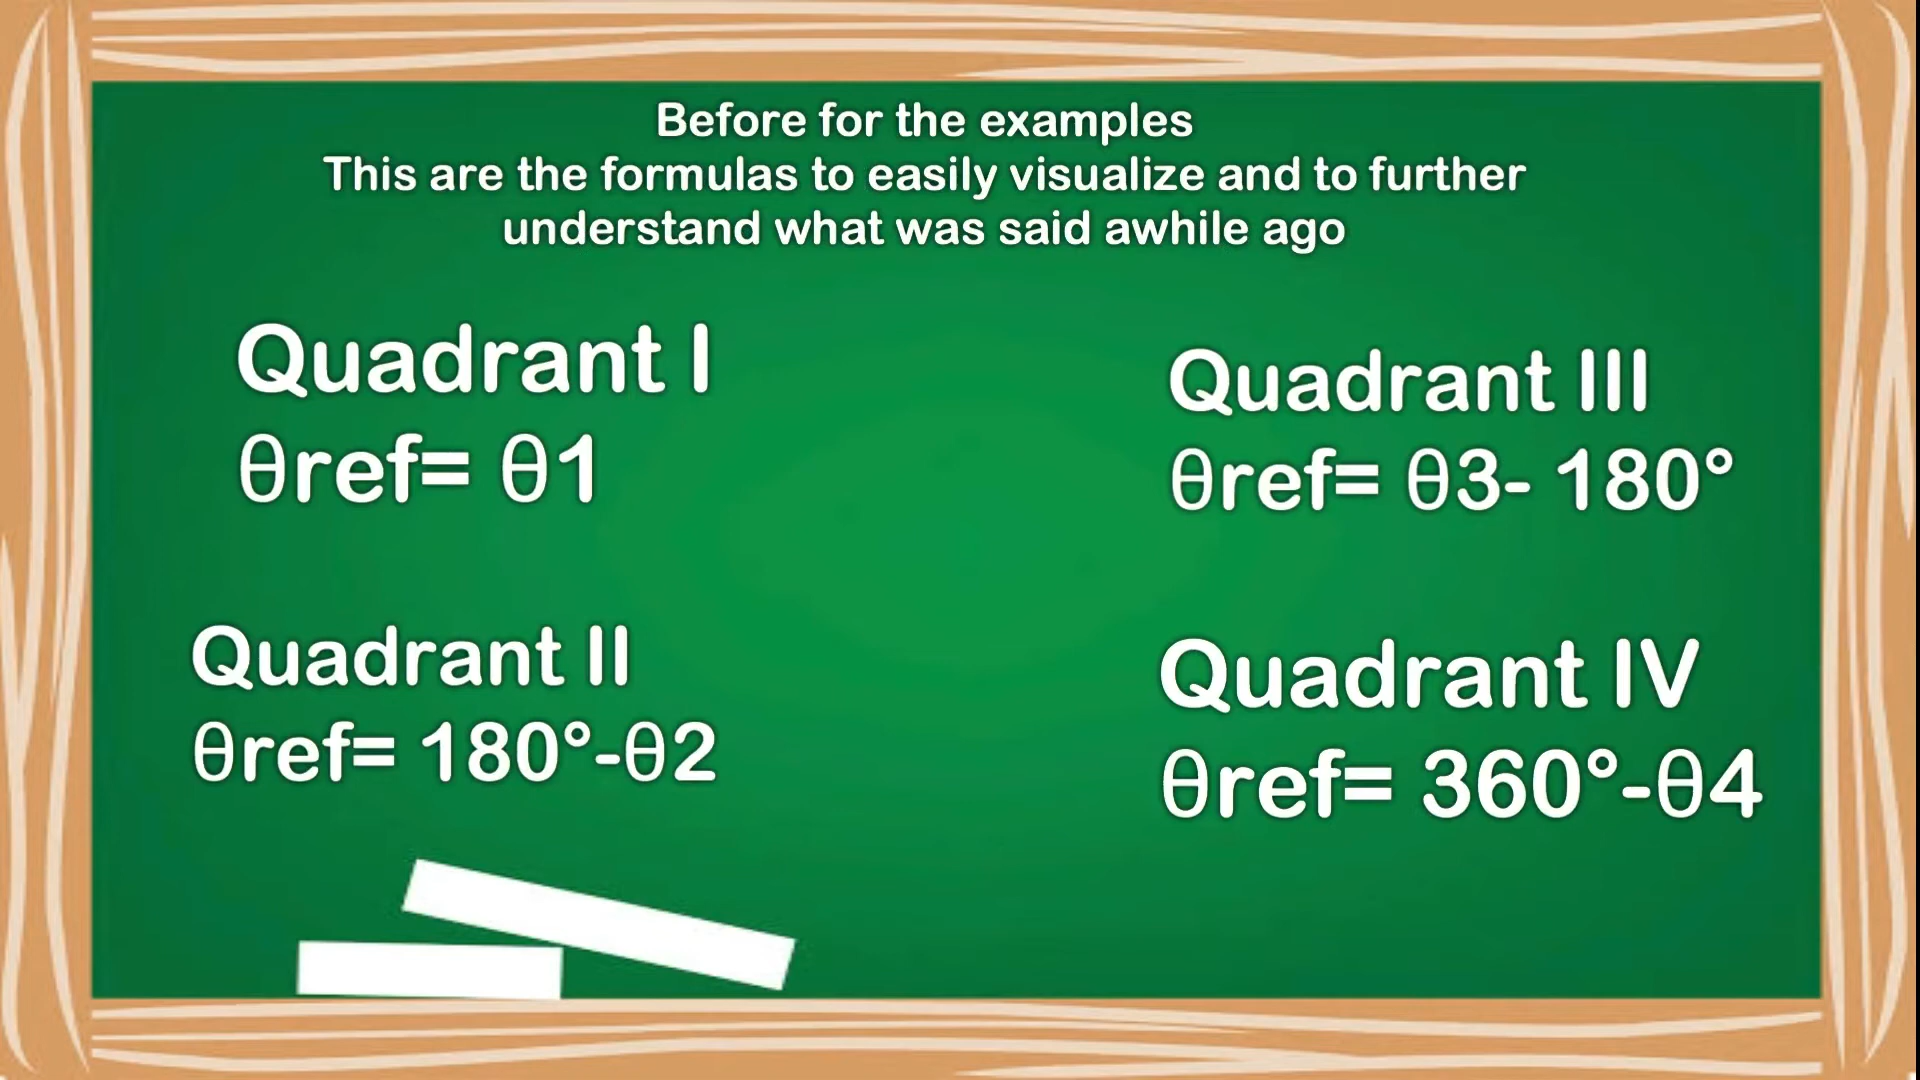 Before for the examples
This are the formulas to easily visualize and to further
understand what was said awhile ago
Quadrant I
θref= θ1
Quadrant II
θref= 180°-θ2
Quadrant III
θref= θ3- 180°
Quadrant IV
θref= 360°-θ4